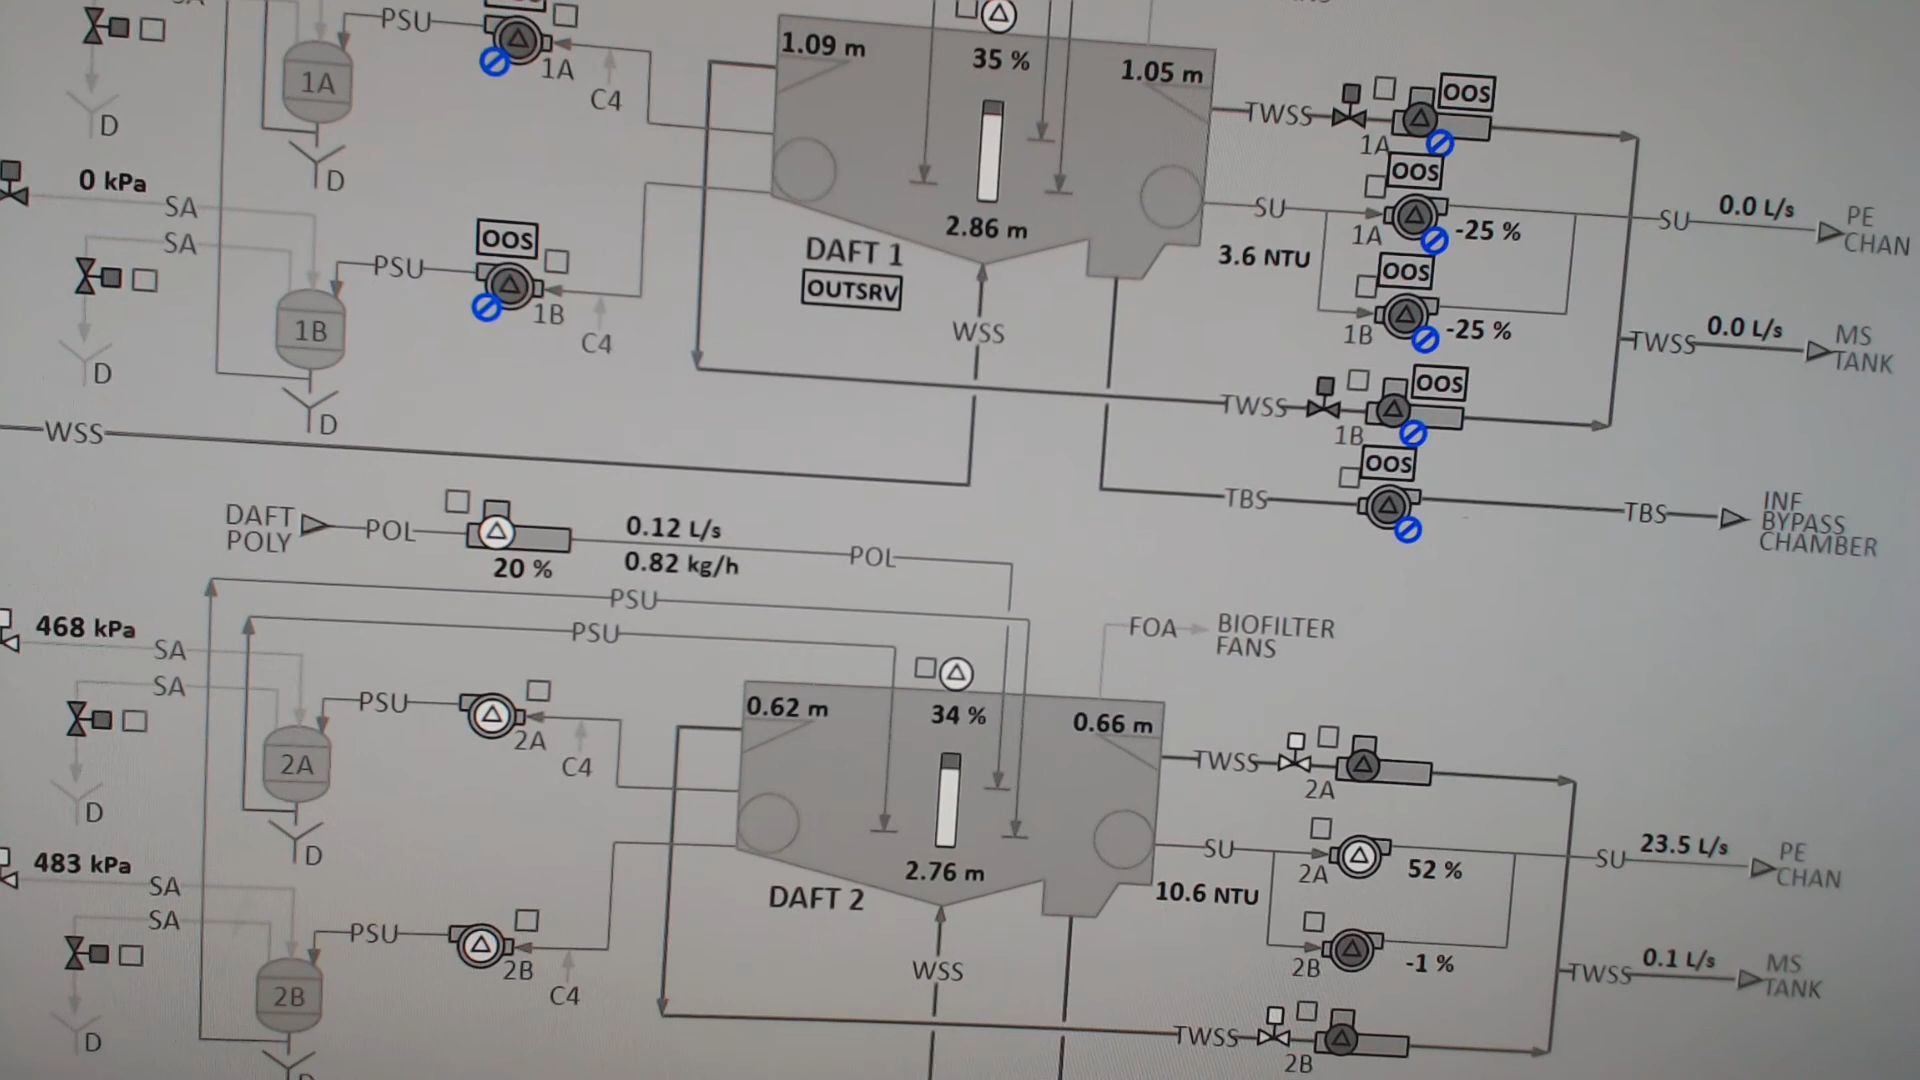 PSU
1A
1A
C4
1.09 m
35 %
1.05 m
TWSS
OOS
1A
D
D
0 kPa
SA
SA
OOS
PSU
1B
1B
C4
2.86 m
DAFT 1
OUTSRV
WSS
SU
3.6 NTU
OOS
1A
-25 %
OOS
1B
-25 %
SU
0.0 L/s
PE
CHAN
TWSS
0.0 L/s
MS
TANK
D
D
WSS
TWSS
OOS
1B
OOS
TBS
TBS
INF
BYPASS
CHAMBER
DAFT
POLY
POL
20 %
0.12 L/s
0.82 kg/h
POL
PSU
PSU
FOA
BIOFILTER
FANS
468 kPa
SA
SA
PSU
2A
2A
C4
0.62 m
34 %
0.66 m
TWSS
2A
D
D
2.76 m
DAFT 2
WSS
SU
10.6 NTU
2A
52 %
2B
-1 %
SU
23.5 L/s
PE
CHAN
TWSS
0.1 L/s
MS
TANK
483 kPa
SA
SA
PSU
2B
2B
C4
D
TWSS
2B